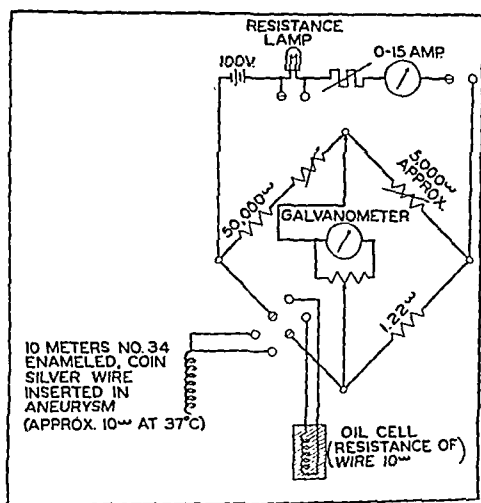 RESISTANCE
LAMP
0-15 AMP.
100V.
50,000ω
5,000ω
APPROX.
GALVANOMETER
1.22ω
10 METERS NO. 34
ENAMELED, COIN
SILVER WIRE
INSERTED IN
ANEURYSM
(APPROX. 10ω AT 37°C)
OIL CELL
(RESISTANCE OF)
WIRE 10ω